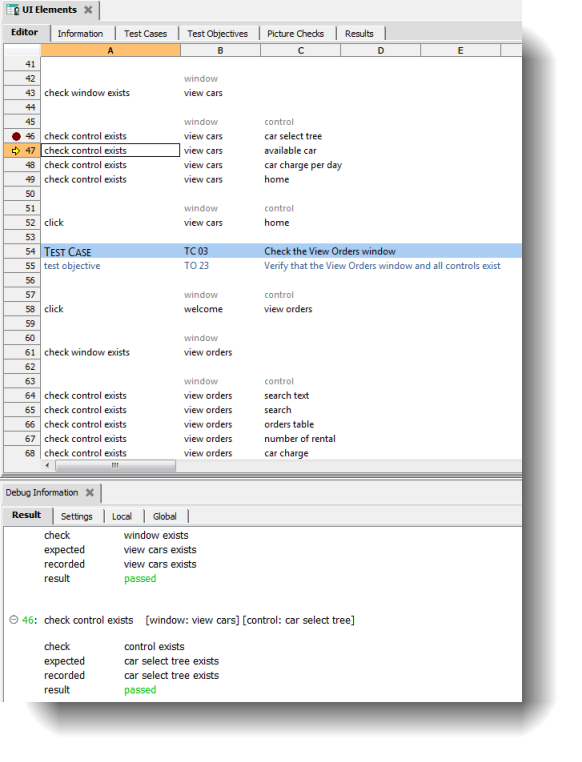 UI Elements
Editor Information Test Cases Test Objectives Picture Checks Results
A B C D E
41
42 window
43 check window exists view cars
44
45 window control
46 check control exists view cars car select tree
47 check control exists view cars available car
48 check control exists view cars car charge per day
49 check control exists view cars home
50
51 window control
52 click view cars home
53
54 TEST CASE TC 03 Check the View Orders window
55 test objective TO 23 Verify that the View Orders window and all controls exist
56
57 window control
58 click welcome view orders
59
60 window
61 check window exists view orders
62
63 window control
64 check control exists view orders search text
65 check control exists view orders search
66 check control exists view orders orders table
67 check control exists view orders number of rental
68 check control exists view orders car charge
Debug Information
Result Settings Local Global
check window exists
expected view cars exists
recorded view cars exists
result passed
46: check control exists [window: view cars] [control: car select tree]
check control exists
expected car select tree exists
recorded car select tree exists
result passed